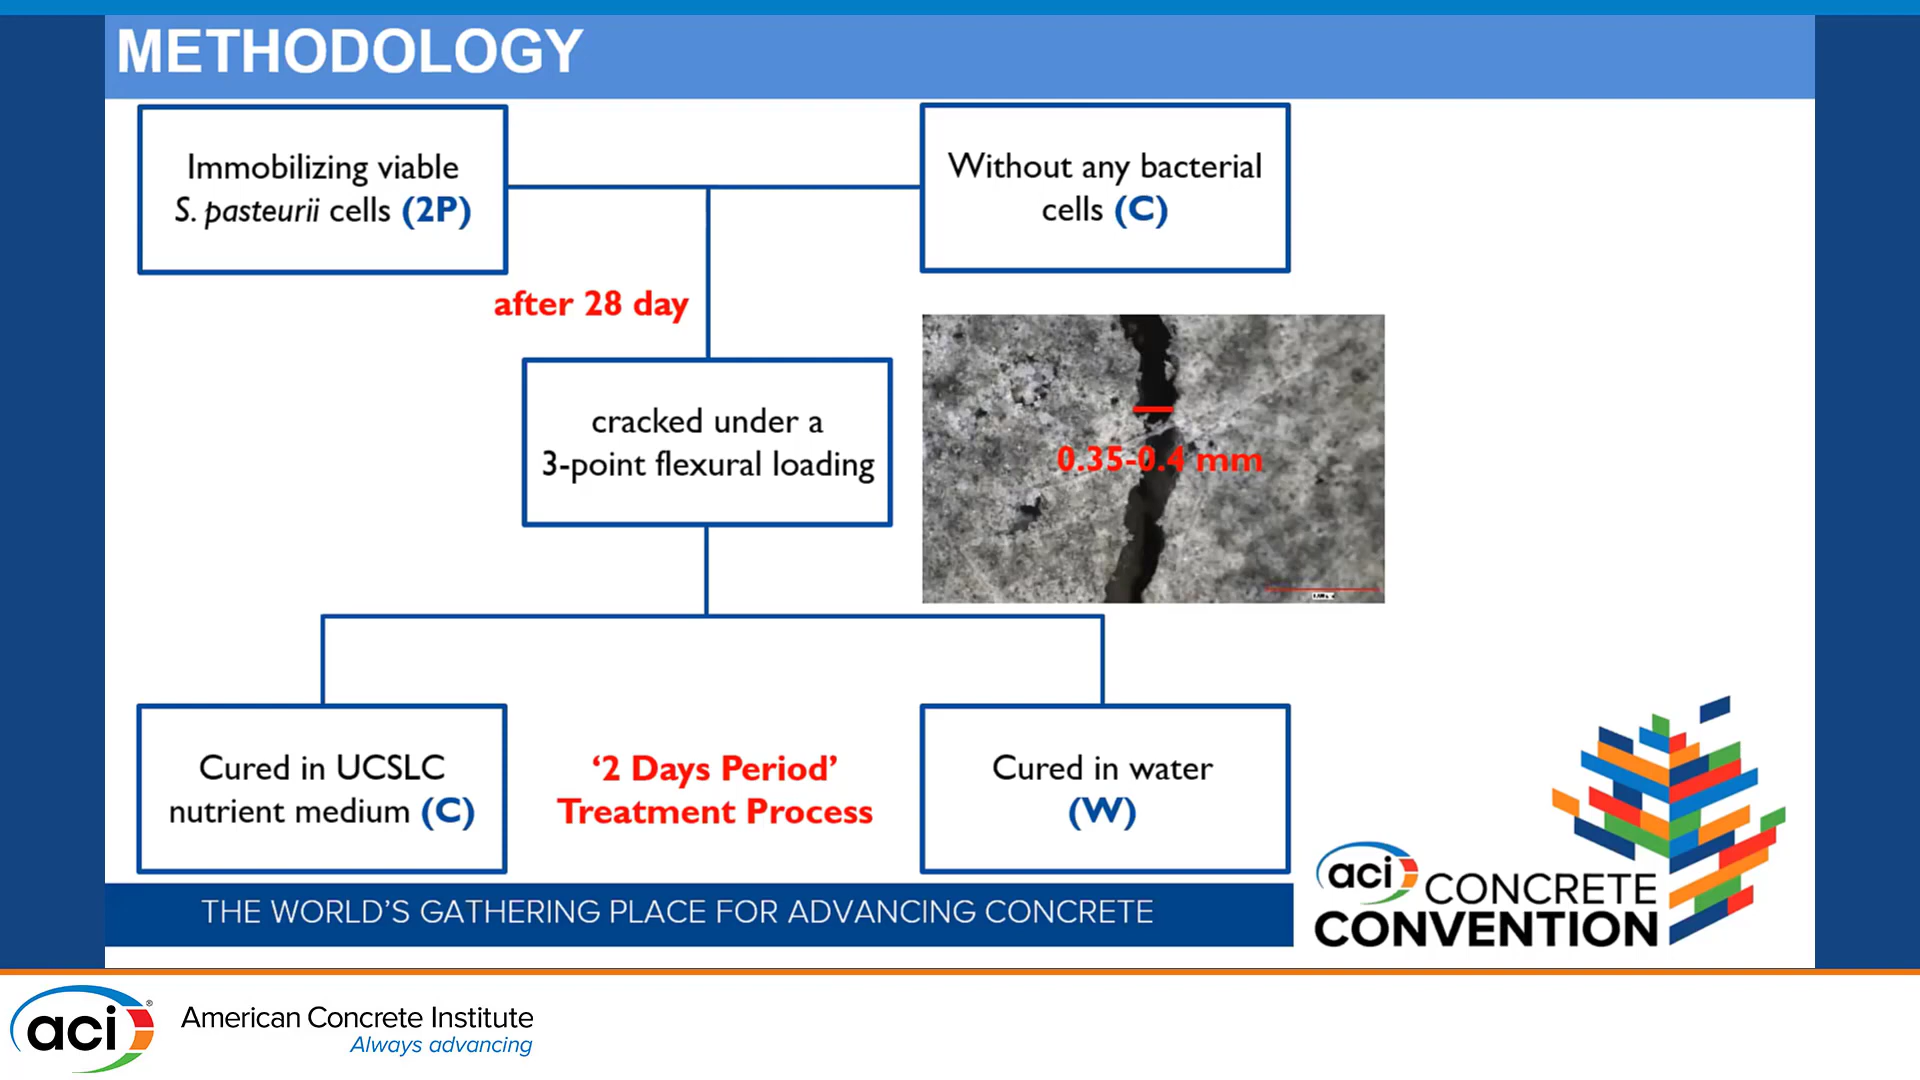 METHODOLOGY
Immobilizing viable
S. pasteurii cells (2P)
Without any bacterial
cells (C)
after 28 day
cracked under a
3-point flexural loading
0.35-0.4 mm
Cured in UCSLC
nutrient medium (C)
‘2 Days Period’
Treatment Process
Cured in water
(W)
THE WORLD’S GATHERING PLACE FOR ADVANCING CONCRETE
aci CONCRETE
CONVENTION
aci®
American Concrete Institute
Always advancing